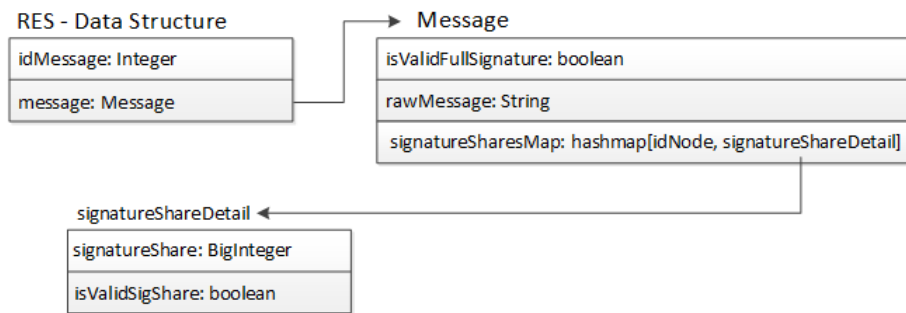 RES - Data Structure
idMessage: Integer
message: Message
Message
isValidFullSignature: boolean
rawMessage: String
signatureSharesMap: hashmap[idNode, signatureShareDetail]
signatureShareDetail
signatureShare: BigInteger
isValidSigShare: boolean